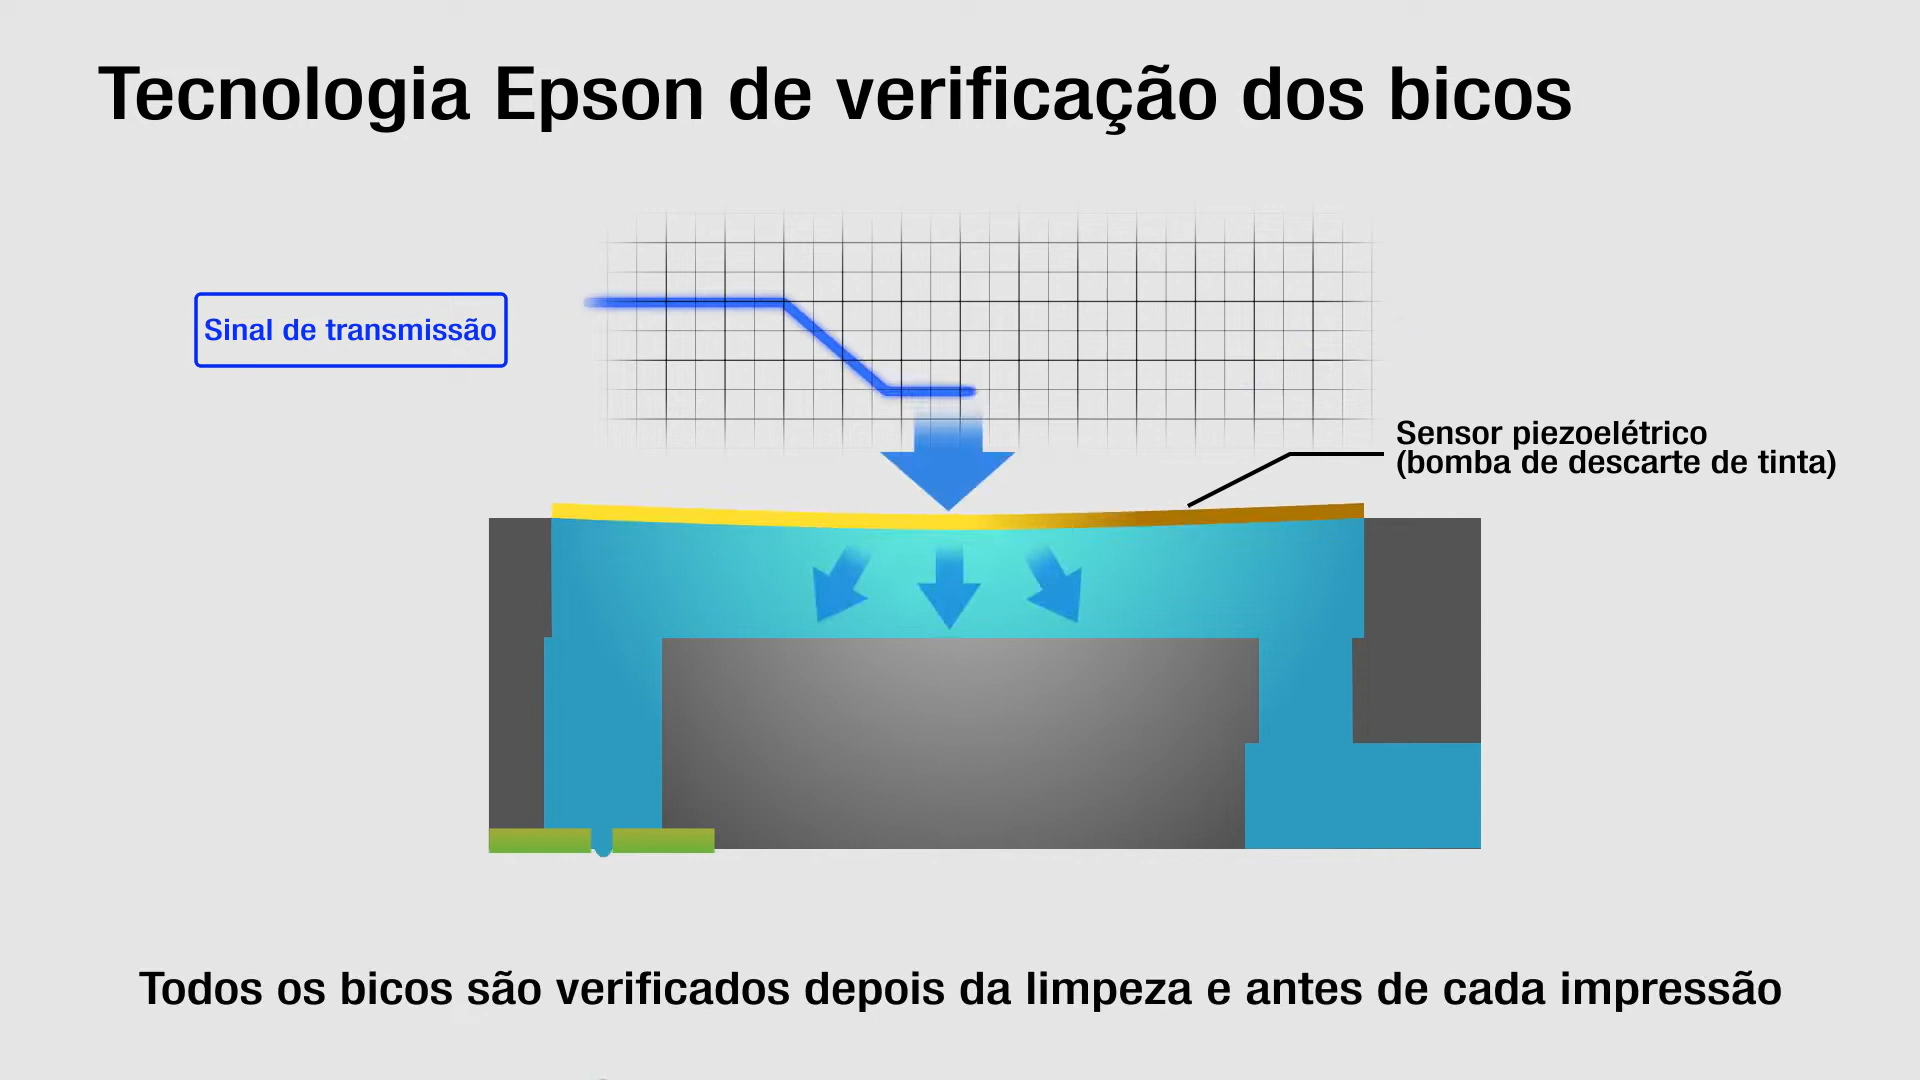 Tecnologia Epson de verificação dos bicos
Sinal de transmissão
Sensor piezoelétrico
(bomba de descarte de tinta)
Todos os bicos são verificados depois da limpeza e antes de cada impressão